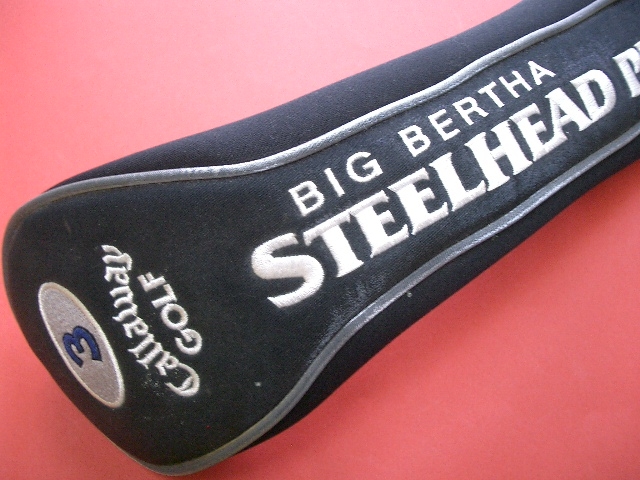 BIG BERTHA
STEELHEAD
Callaway
GOLF
3